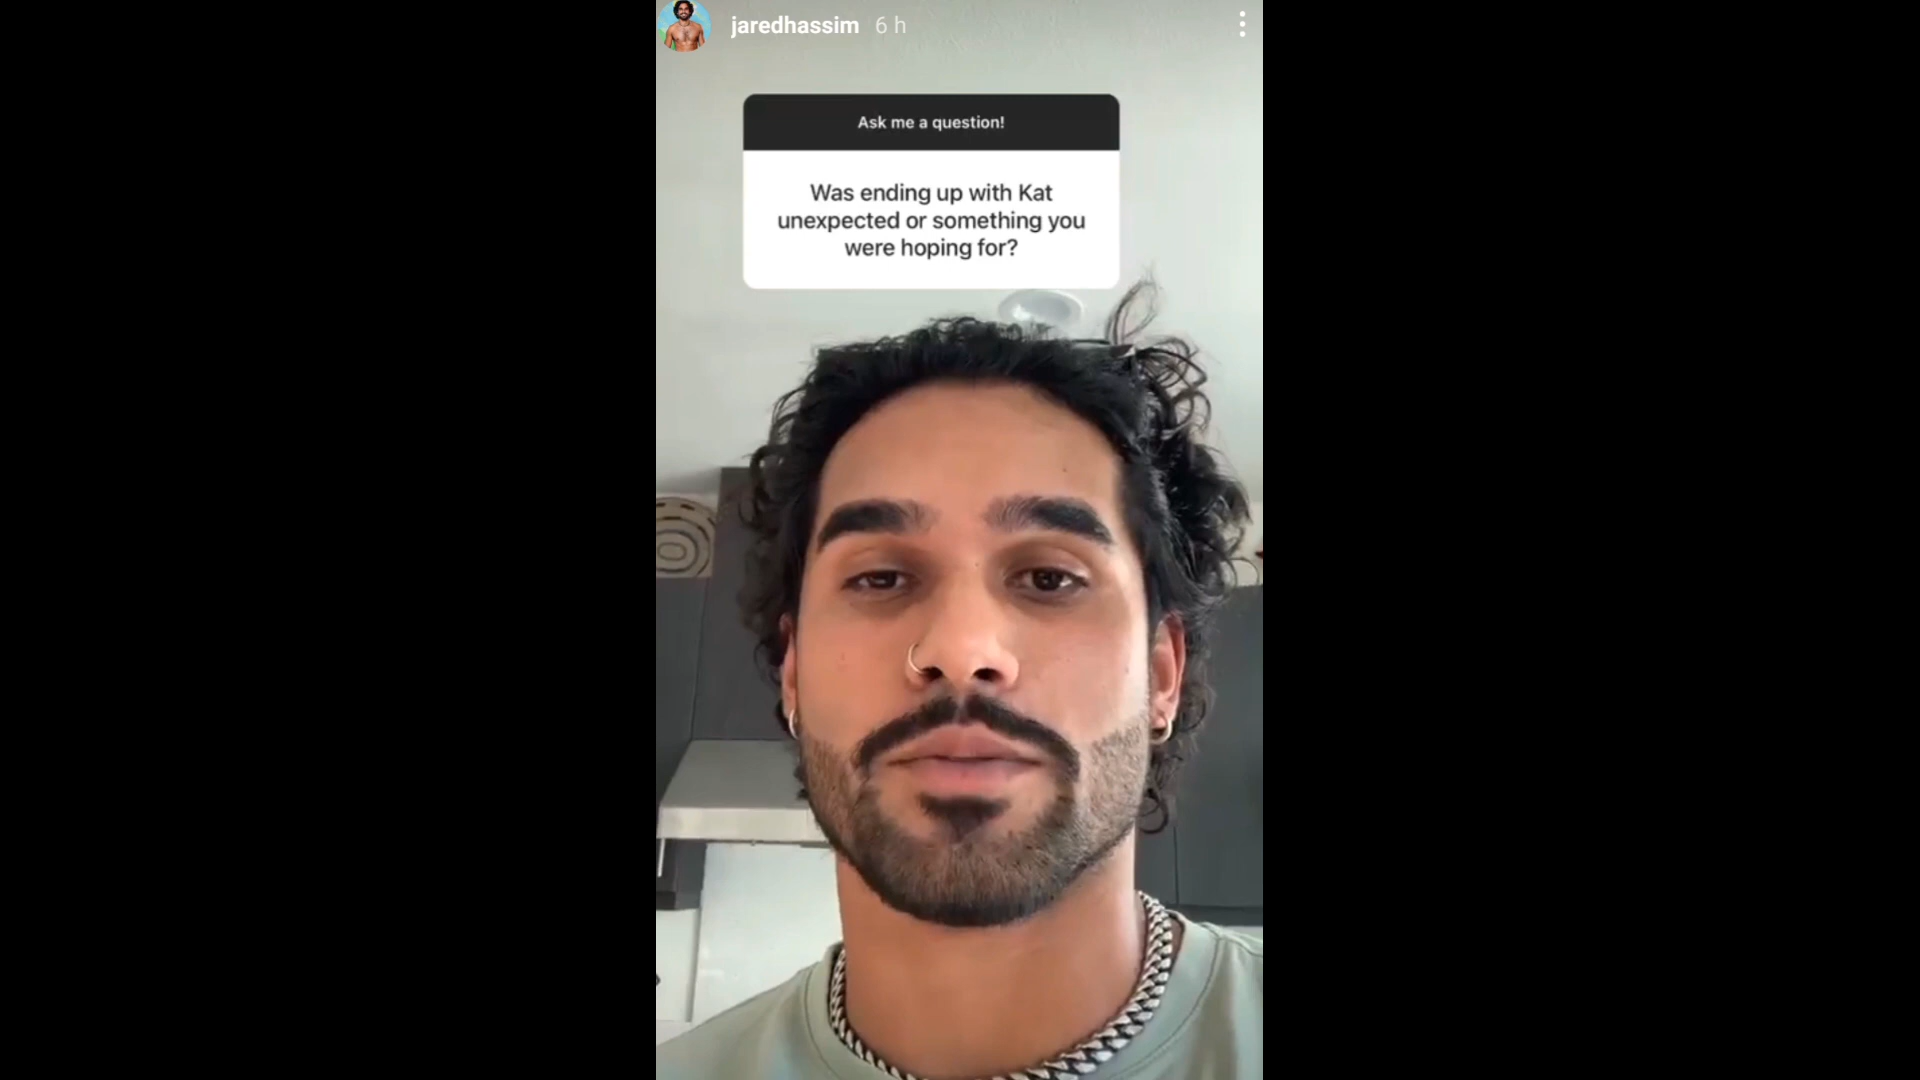 jaredhassim 6 h
Ask me a question!
Was ending up with Kat
unexpected or something you
were hoping for?